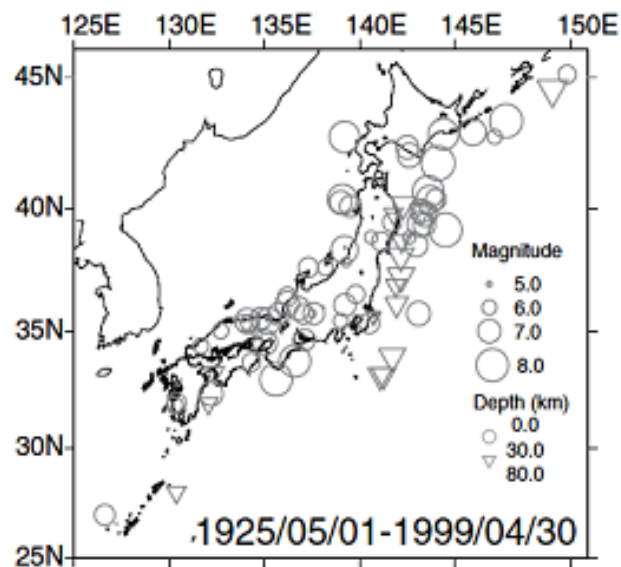 125E 130E 135E 140E 145E 150E
45N
40N
35N
30N
25N
Magnitude
5.0
6.0
7.0
8.0
Depth (km)
0.0
30.0
80.0
1925/05/01-1999/04/30